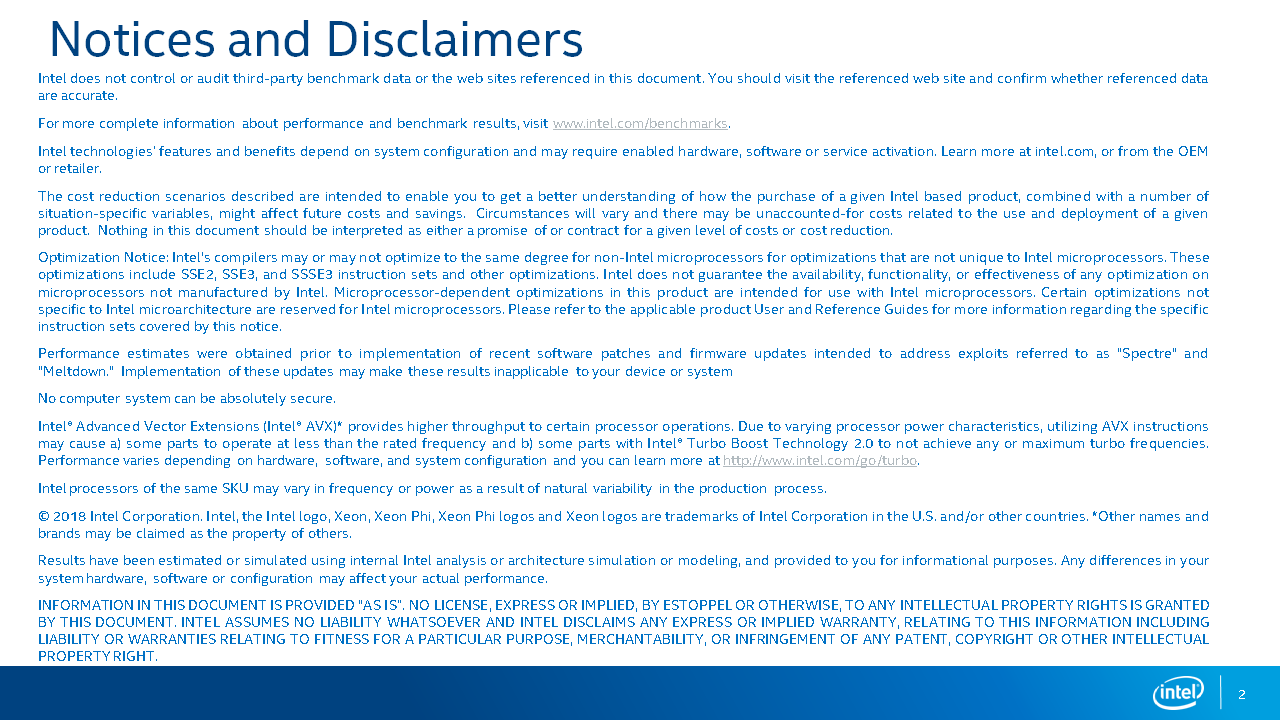 Notices and Disclaimers
Intel does not control or audit third-party benchmark data or the web sites referenced in this document. You should visit the referenced web site and confirm whether referenced data
are accurate.
For more complete information about performance and benchmark results, visit www.intel.com/benchmarks.
Intel technologies' features and benefits depend on system configuration and may require enabled hardware, software or service activation. Learn more at intel.com, or from the OEM
or retailer.
The cost reduction scenarios described are intended to enable you to get a better understanding of how the purchase of a given Intel based product, combined with a number of
situation-specific variables, might affect future costs and savings. Circumstances will vary and there may be unaccounted-for costs related to the use and deployment of a given
product. Nothing in this document should be interpreted as either a promise of or contract for a given level of costs or cost reduction.
Optimization Notice: Intel's compilers may or may not optimize to the same degree for non-Intel microprocessors for optimizations that are not unique to Intel microprocessors. These
optimizations include SSE2, SSE3, and SSSE3 instruction sets and other optimizations. Intel does not guarantee the availability, functionality, or effectiveness of any optimization on
microprocessors not manufactured by Intel. Microprocessor-dependent optimizations in this product are intended for use with Intel microprocessors. Certain optimizations not
specific to Intel microarchitecture are reserved for Intel microprocessors. Please refer to the applicable product User and Reference Guides for more information regarding the specific
instruction sets covered by this notice.
Performance estimates were obtained prior to implementation of recent software patches and firmware updates intended to address exploits referred to as "Spectre" and
"Meltdown." Implementation of these updates may make these results inapplicable to your device or system
No computer system can be absolutely secure.
Intel® Advanced Vector Extensions (Intel® AVX)* provides higher throughput to certain processor operations. Due to varying processor power characteristics, utilizing AVX instructions
may cause a) some parts to operate at less than the rated frequency and b) some parts with Intel® Turbo Boost Technology 2.0 to not achieve any or maximum turbo frequencies.
Performance varies depending on hardware, software, and system configuration and you can learn more at http://www.intel.com/go/turbo.
Intel processors of the same SKU may vary in frequency or power as a result of natural variability in the production process.
© 2018 Intel Corporation. Intel, the Intel logo, Xeon, Xeon Phi, Xeon Phi logos and Xeon logos are trademarks of Intel Corporation in the U.S. and/or other countries. *Other names and
brands may be claimed as the property of others.
Results have been estimated or simulated using internal Intel analysis or architecture simulation or modeling, and provided to you for informational purposes. Any differences in your
system hardware, software or configuration may affect your actual performance.
INFORMATION IN THIS DOCUMENT IS PROVIDED "AS IS". NO LICENSE, EXPRESS OR IMPLIED, BY ESTOPPEL OR OTHERWISE, TO ANY INTELLECTUAL PROPERTY RIGHTS IS GRANTED
BY THIS DOCUMENT. INTEL ASSUMES NO LIABILITY WHATSOEVER AND INTEL DISCLAIMS ANY EXPRESS OR IMPLIED WARRANTY, RELATING TO THIS INFORMATION INCLUDING
LIABILITY OR WARRANTIES RELATING TO FITNESS FOR A PARTICULAR PURPOSE, MERCHANTABILITY, OR INFRINGEMENT OF ANY PATENT, COPYRIGHT OR OTHER INTELLECTUAL
PROPERTY RIGHT.
intel
2